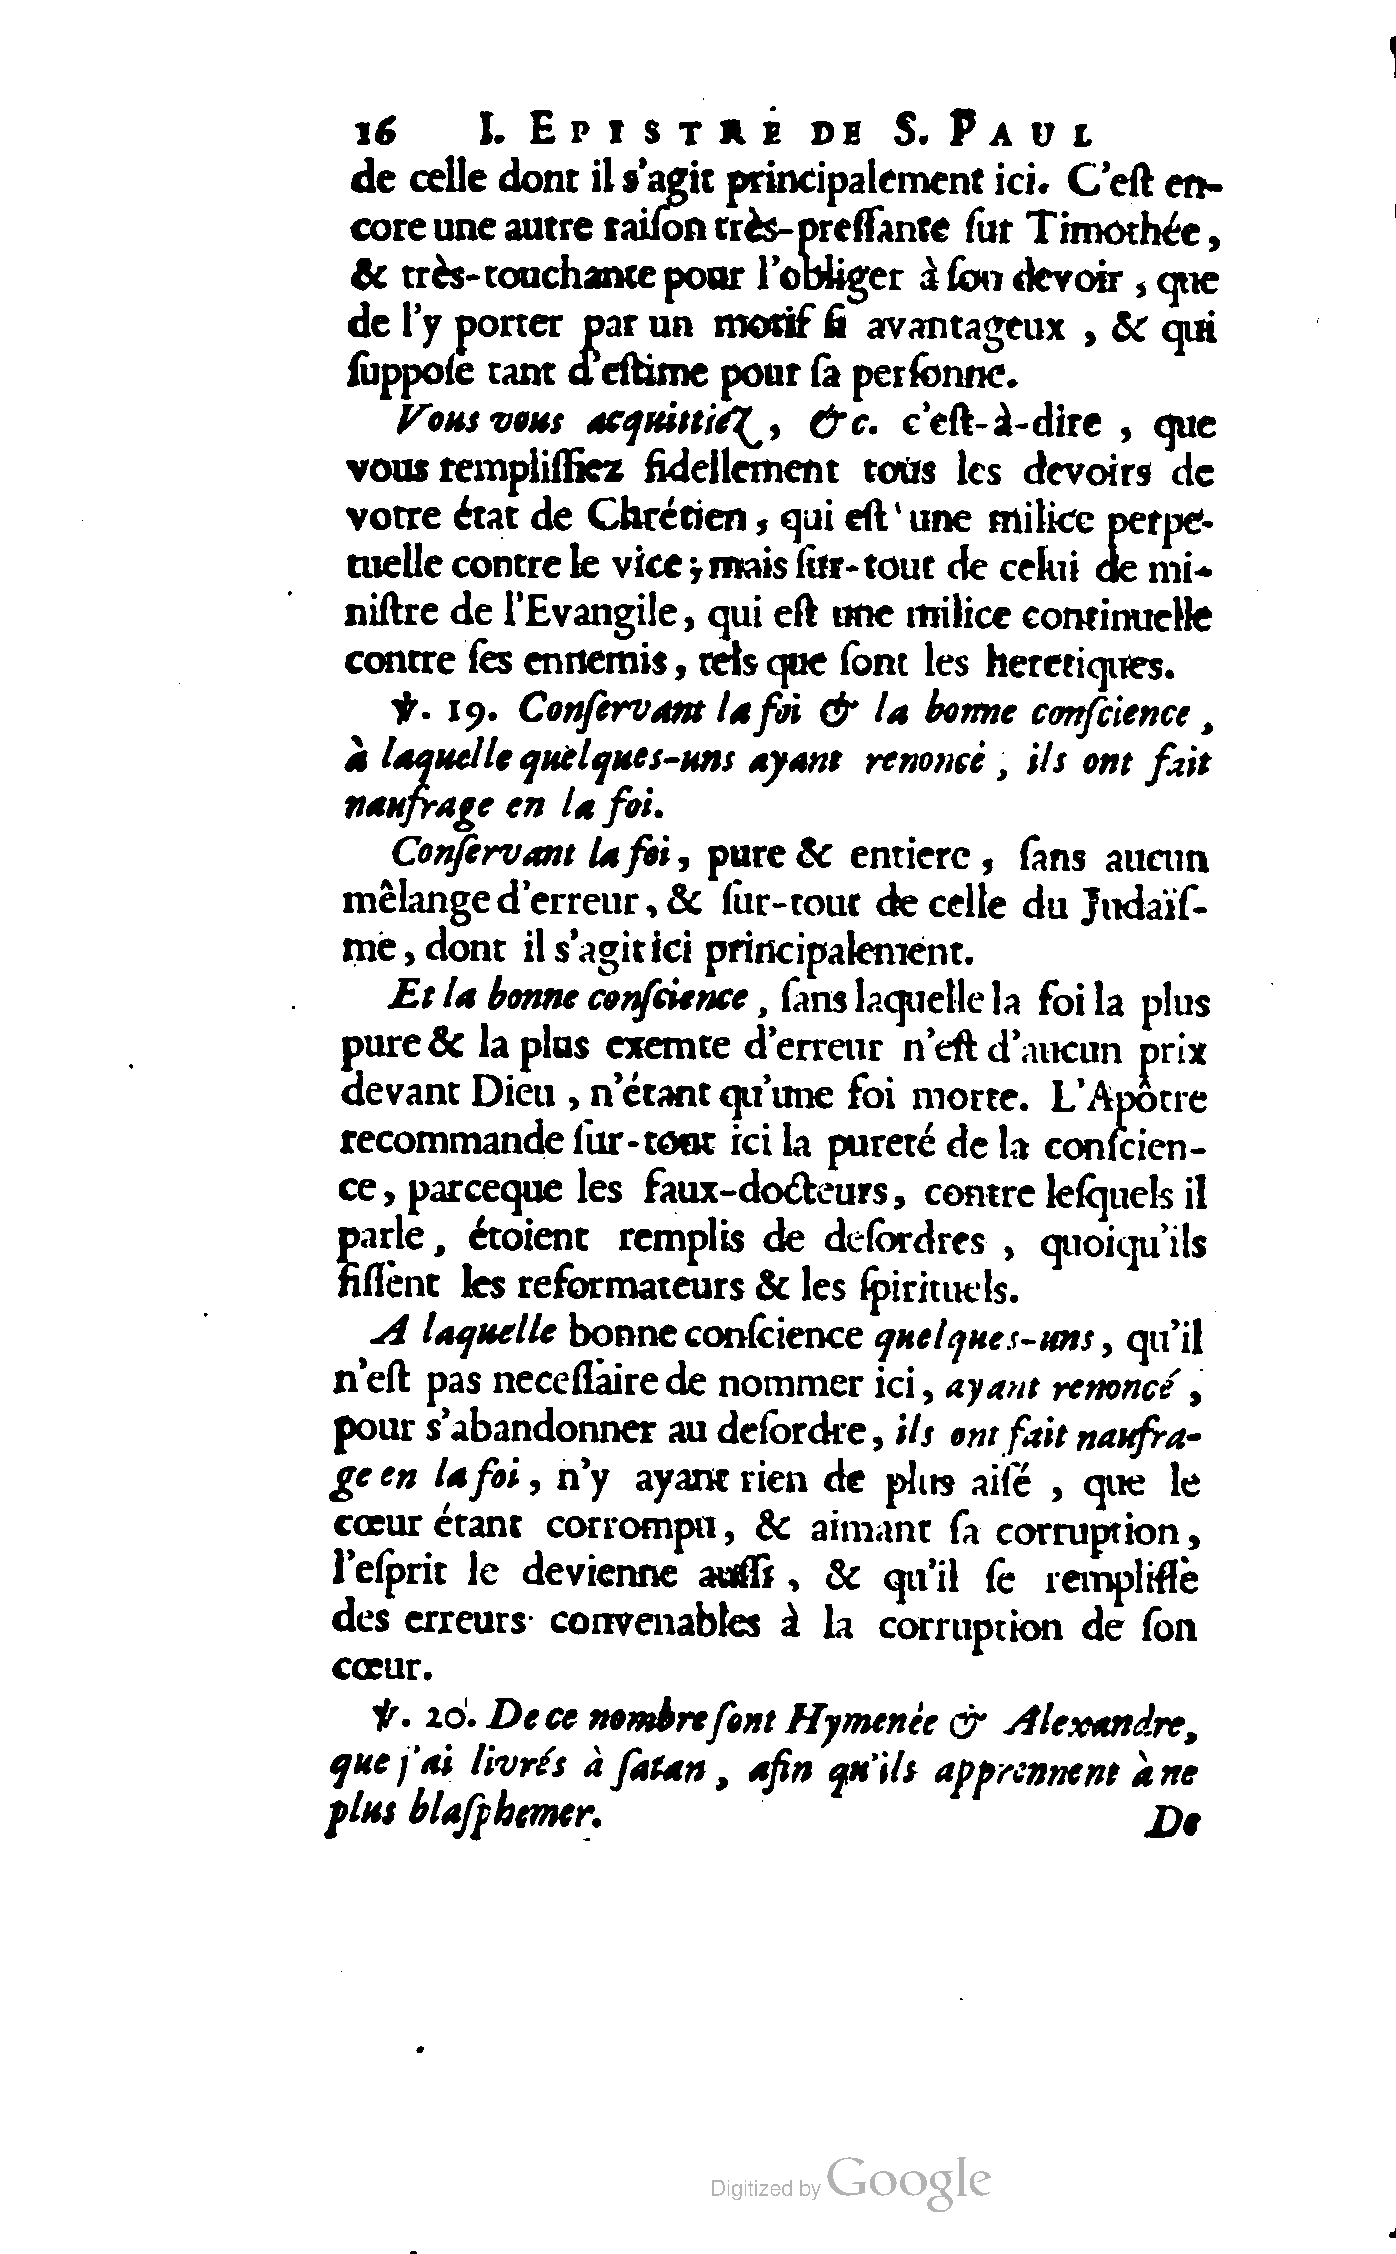 16 I. EPISTRE DE S. PAUL
de celle dont il s'agit principalement ici. C'eſt en-
core une autre raiſon très-preſſante ſur Timothée,
& très-touchante pour l'obliger à ſon devoir, que
de l'y porter par un motif ſi avantageux, & qui
ſuppoſe tant d'eſtime pour ſa perſonne.
Vous vous acquittiez, &c. c'eſt-à-dire, que
vous rempliſſiez fidellement tous les devoirs de
votre état de Chrétien, qui eſt une milice perpe-
tuelle contre le vice; mais ſur-tout de celui de mi-
niſtre de l'Evangile, qui eſt une milice continuelle
contre ſes ennemis, tels que ſont les heretiques.
℣. 19. Conſervant la foi & la bonne conſcience,
à laquelle quelques-uns ayant renoncé, ils ont fait
naufrage en la foi.
Conſervant la foi, pure & entiere, ſans aucun
mêlange d'erreur, & ſur-tout de celle du Judaïſ-
me, dont il s'agit ici principalement.
Et la bonne conſcience, ſans laquelle la foi la plus
pure & la plus exemte d'erreur n'eſt d'aucun prix
devant Dieu, n'étant qu'une foi morte. L'Apôtre
recommande ſur-tout ici la pureté de la conſcien-
ce, parceque les faux-docteurs, contre leſquels il
parle, étoient remplis de deſordres, quoiqu'ils
fiſſent les reformateurs & les ſpirituels.
A laquelle bonne conſcience quelques-uns, qu'il
n'eſt pas neceſſaire de nommer ici, ayant renoncé,
pour s'abandonner au deſordre, ils ont fait naufra-
ge en la foi, n'y ayant rien de plus aiſé, que le
cœur étant corrompu, & aimant ſa corruption,
l'eſprit le devienne auſſi, & qu'il ſe rempliſſe
des erreurs convenables à la corruption de ſon
cœur.
℣. 20. De ce nombre ſont Hymenée & Alexandre,
que j'ai livrés à ſatan, afin qu'ils apprennent à ne
plus blaſphemer. De
Digitized by Google